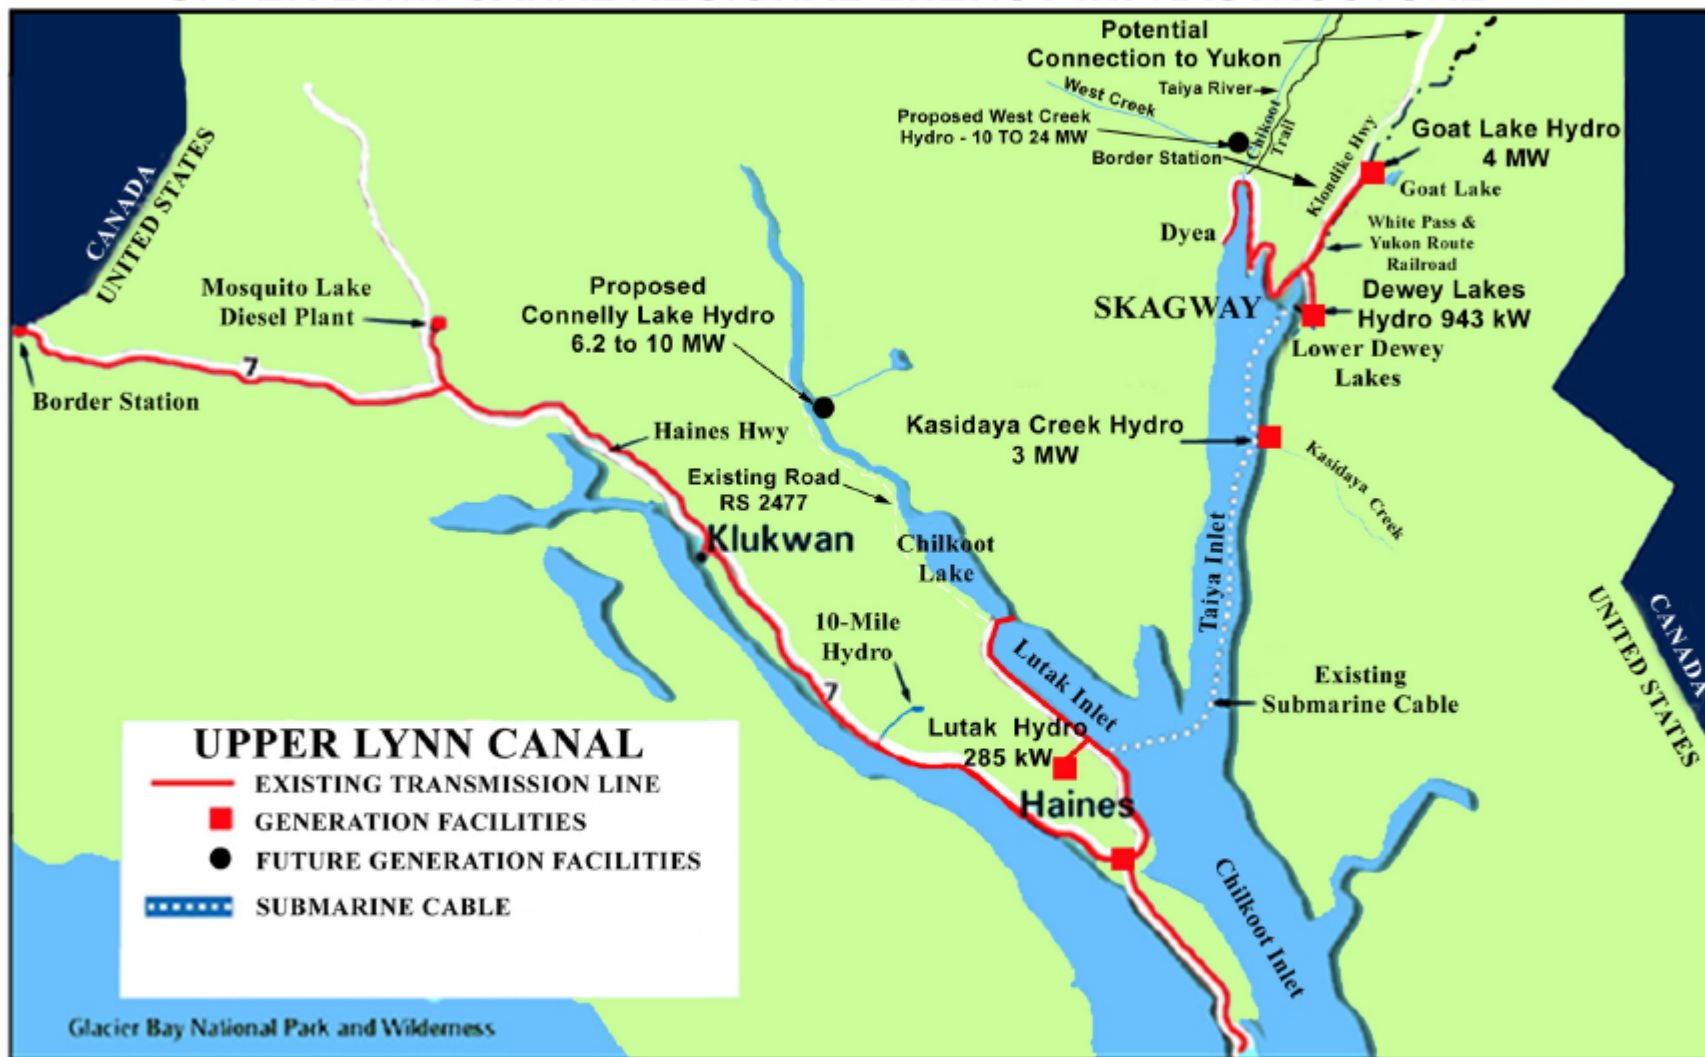 Potential
Connection to Yukon
Taiya River
West Creek
Proposed West Creek
Hydro - 10 TO 24 MW
Chikoot
Trail
Border Station
Klondike Hwy
Goat Lake Hydro
4 MW
Goat Lake
White Pass &
Yukon Route
Railroad
Dyea
SKAGWAY
Dewey Lakes
Hydro 943 kW
Lower Dewey
Lakes
CANADA
UNITED STATES
Mosquito Lake
Diesel Plant
Proposed
Connelly Lake Hydro
6.2 to 10 MW
7
Border Station
Haines Hwy
Kasidaya Creek Hydro
3 MW
Kasidaya Creek
Existing Road
RS 2477
Klukwan
Chilkoot
Lake
Taiya Inlet
10-Mile
Hydro
7
Lutak Inlet
Existing
Submarine Cable
CANADA
UNITED STATES
Lutak Hydro
285 kW
Haines
Chilkoot Inlet
UPPER LYNN CANAL
EXISTING TRANSMISSION LINE
GENERATION FACILITIES
FUTURE GENERATION FACILITIES
SUBMARINE CABLE
Glacier Bay National Park and Wilderness